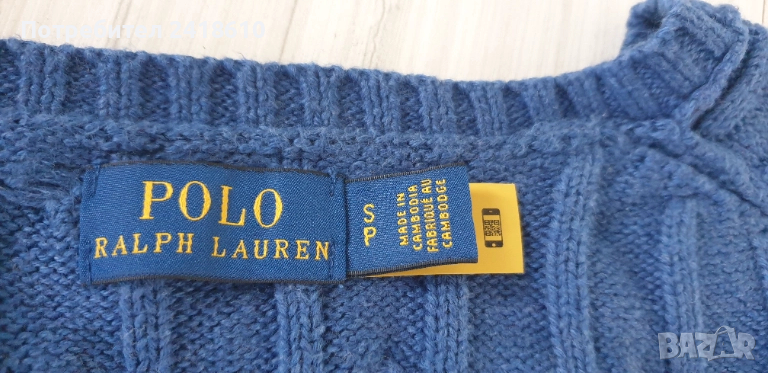 POLO
RALPH LAUREN
S
P
MADE IN
CAMBODIA
FABRIQUÉ AU
CAMBODGE
BAZAR